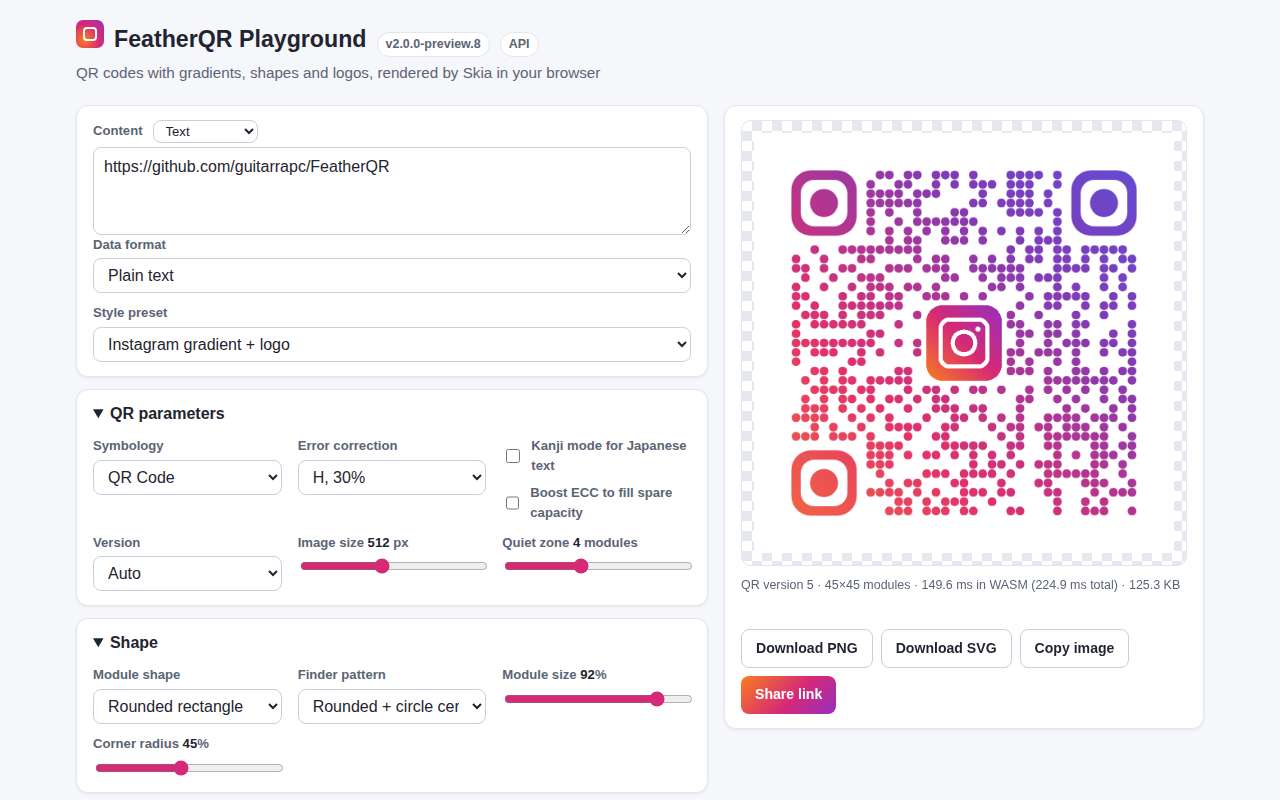 FeatherQR Playground
v2.0.0-preview.8
API
QR codes with gradients, shapes and logos, rendered by Skia in your browser
Content
Text
https://github.com/guitarrapc/FeatherQR
Data format
Plain text
Style preset
Instagram gradient + logo
QR parameters
Symbology
QR Code
Error correction
H, 30%
Kanji mode for Japanese
text
Boost ECC to fill spare
capacity
Version
Auto
Image size 512 px
Quiet zone 4 modules
Shape
Module shape
Rounded rectangle
Finder pattern
Rounded + circle cer
Module size 92%
Corner radius 45%
QR version 5 · 45×45 modules · 149.6 ms in WASM (224.9 ms total) · 125.3 KB
Download PNG
Download SVG
Copy image
Share link